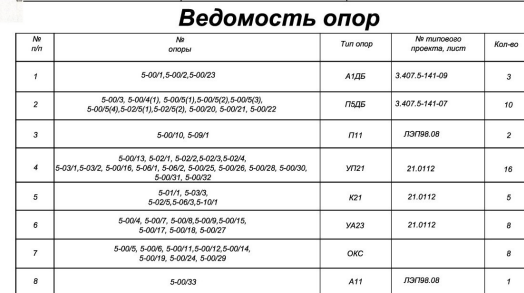 Ведомость опор
№ п/п
№ опоры
Тип опор
№ типового проекта, лист
Кол-во
1
5-00/1,5-00/2,5-00/23
А1ДБ
3.407.5-141-09
3
2
5-00/3, 5-00/4(1), 5-00/5(1),5-00/5(2),5-00/5(3),
5-00/5(4),5-02/5(1),5-02/5(2), 5-00/20, 5-00/21, 5-00/22
П5ДБ
3.407.5-141-07
10
3
5-00/10, 5-09/1
П11
ЛЭП98.08
2
4
5-00/13, 5-02/1, 5-02/2,5-02/3,5-02/4,
5-03/1,5-03/2, 5-00/16, 5-06/1, 5-06/2, 5-00/25, 5-00/26, 5-00/28, 5-00/30,
5-00/31, 5-00/32
УП21
21.0112
16
5
5-01/1, 5-03/3,
5-02/5,5-06/3,5-10/1
К21
21.0112
5
6
5-00/4, 5-00/7, 5-00/8,5-00/9,5-00/15,
5-00/17, 5-00/18, 5-00/27
УА23
21.0112
8
7
5-00/5, 5-00/6, 5-00/11,5-00/12,5-00/14,
5-00/19, 5-00/24, 5-00/29
ОКС
8
8
5-00/33
А11
ЛЭП98.08
1